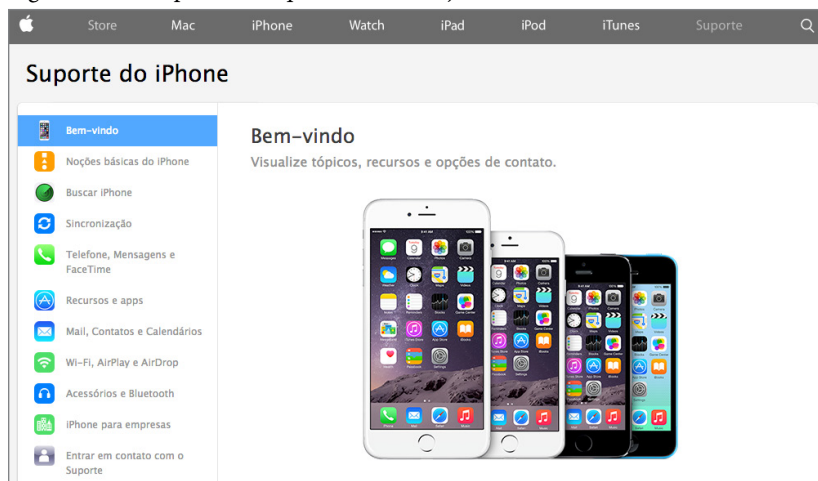 Store Mac iPhone Watch iPad iPod iTunes Suporte
Suporte do iPhone
Bem-vindo
Noções básicas do iPhone
Buscar iPhone
Sincronização
Telefone, Mensagens e
FaceTime
Recursos e apps
Mail, Contatos e Calendários
Wi-Fi, AirPlay e AirDrop
Acessórios e Bluetooth
iPhone para empresas
Entrar em contato com o
Suporte
Bem-vindo
Visualize tópicos, recursos e opções de contato.